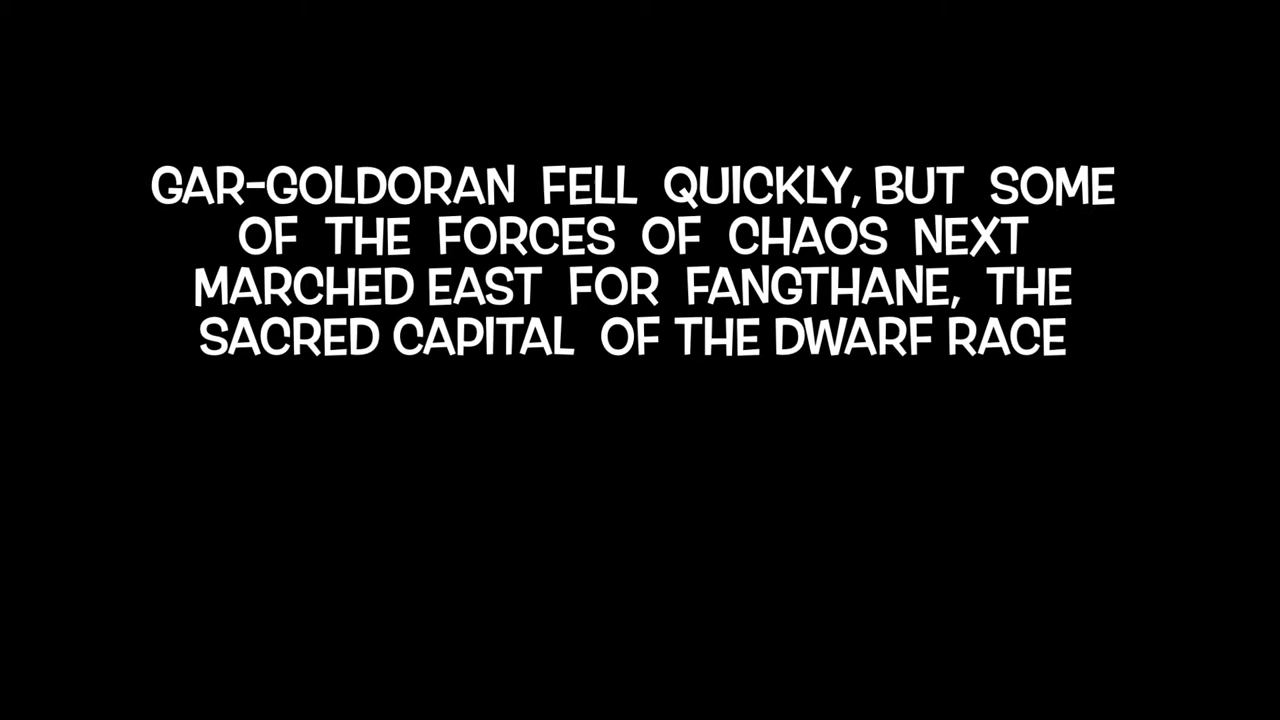 GAR-GOLDORAN FELL QUICKLY, BUT SOME
OF THE FORCES OF CHAOS NEXT
MARCHED EAST FOR FANGTHANE, THE
SACRED CAPITAL OF THE DWARF RACE